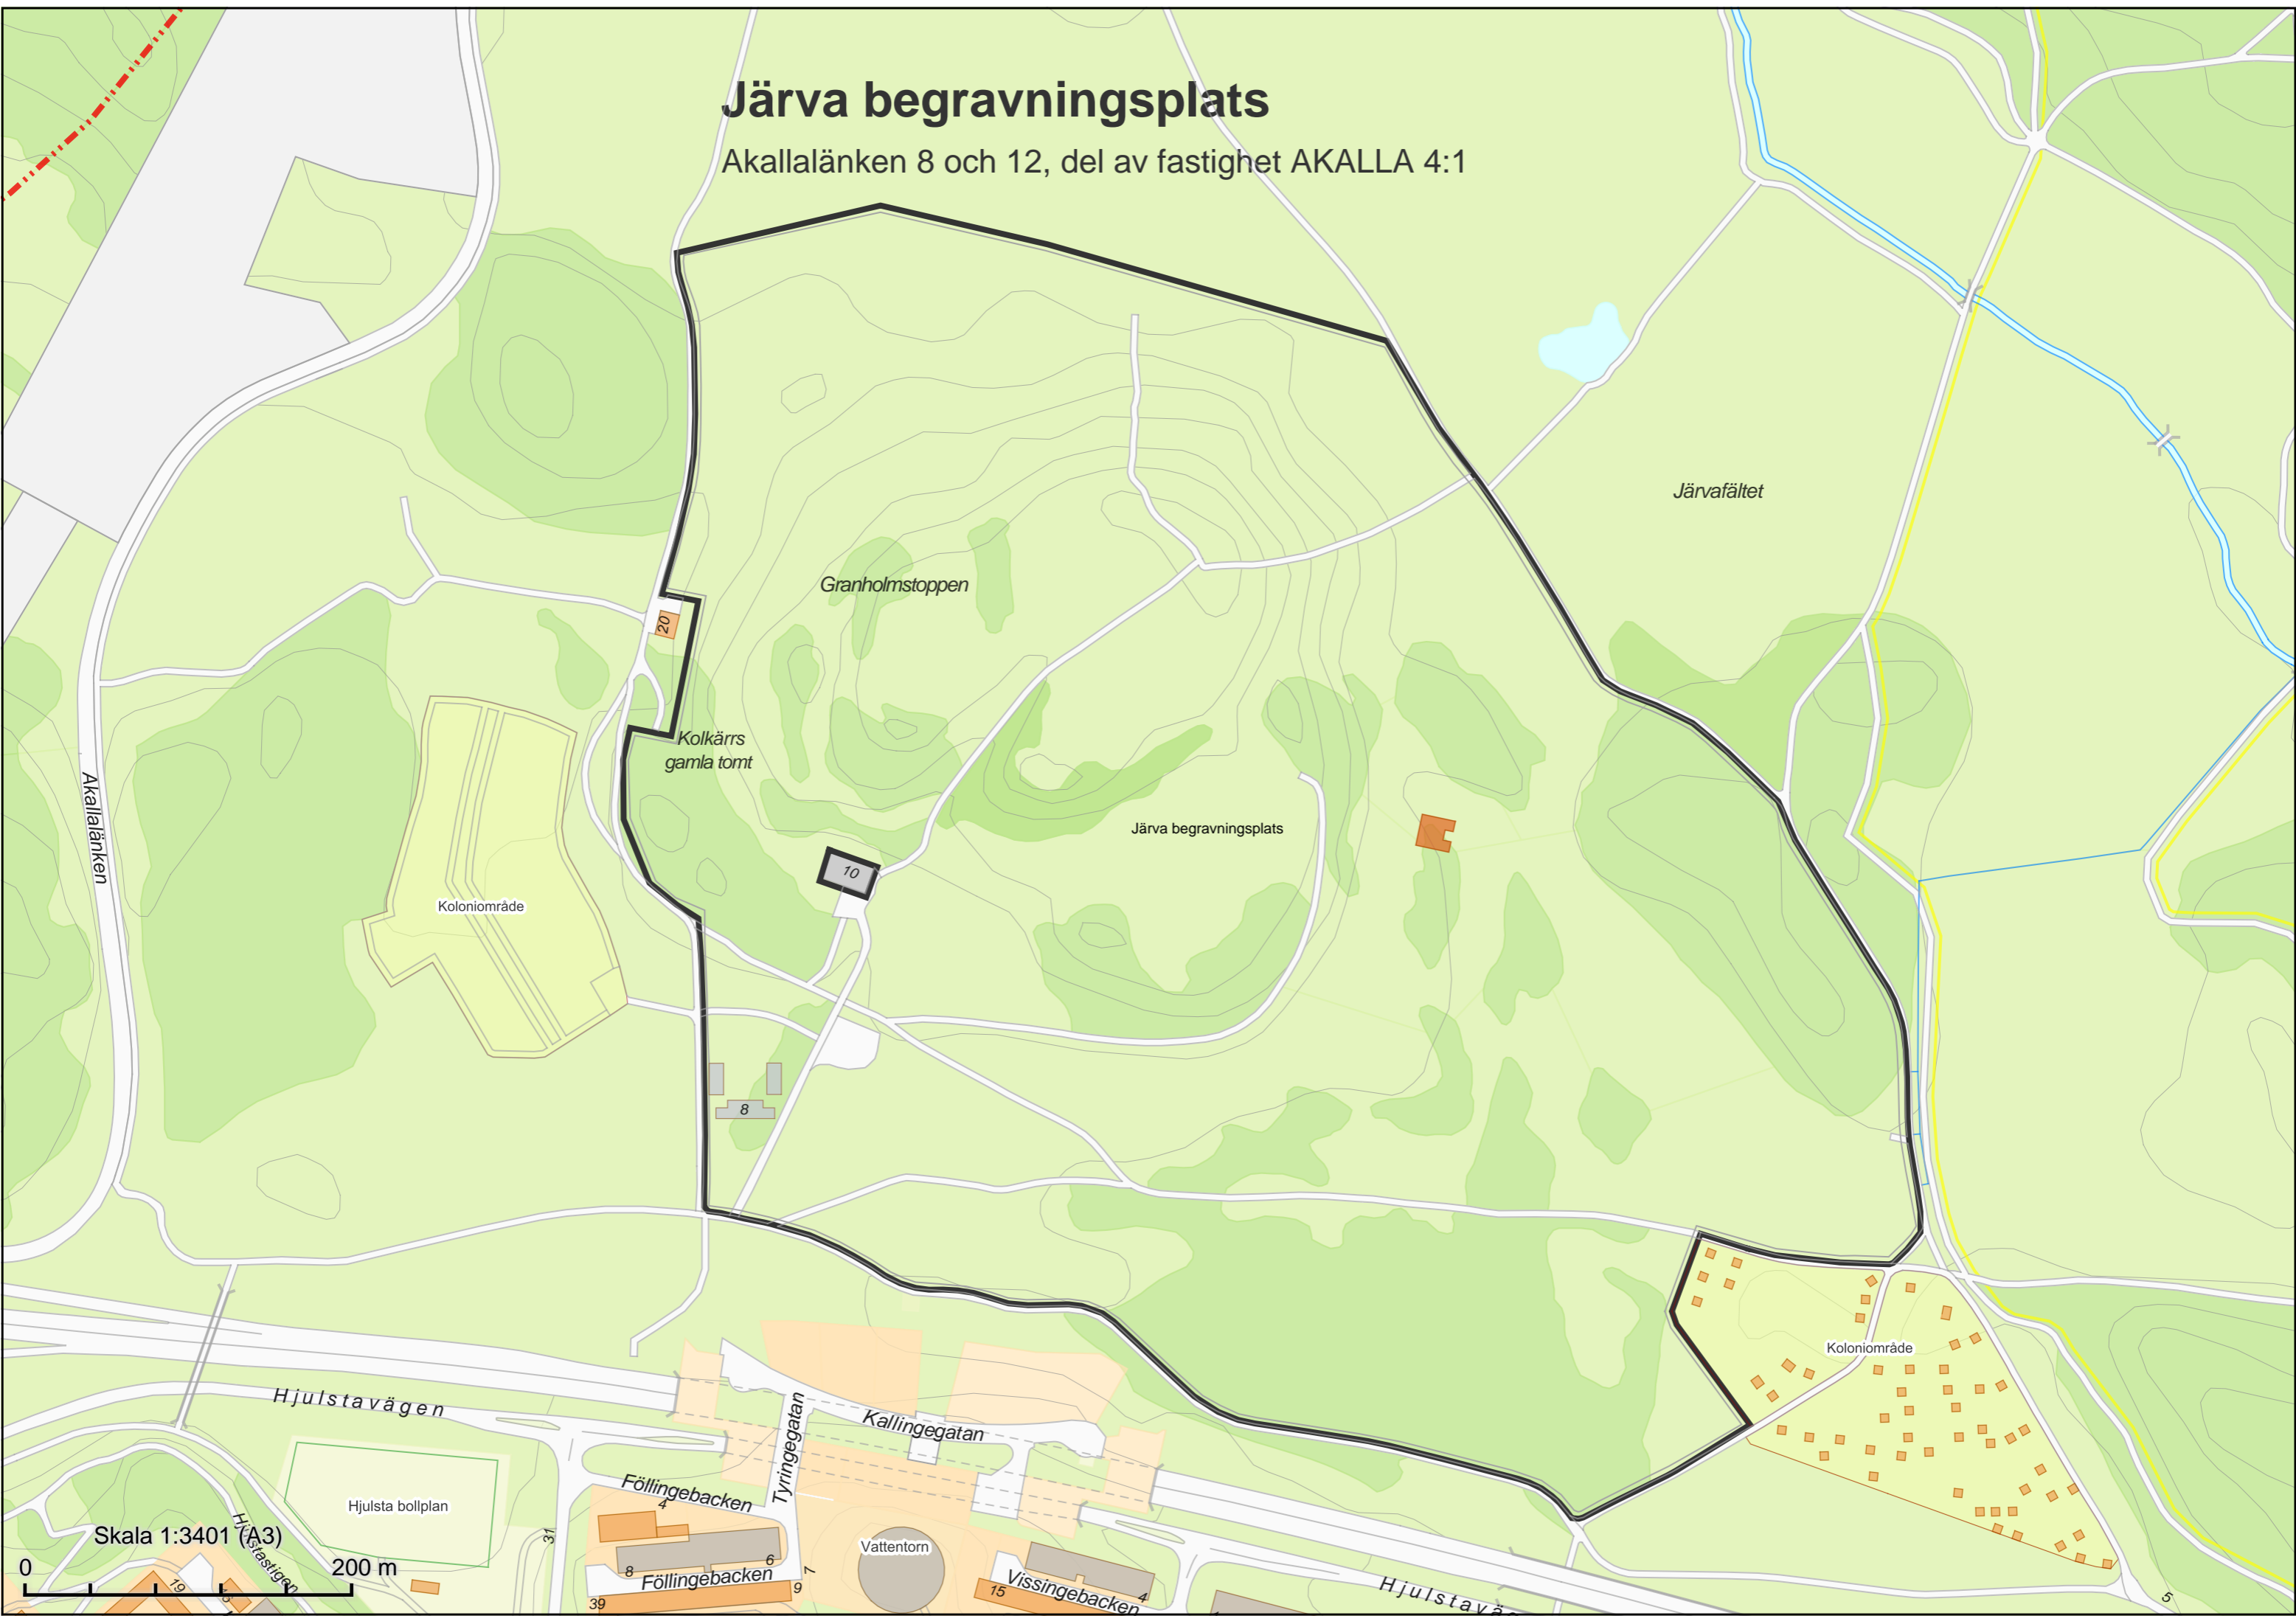 Järva begravningsplats
Akallalänken 8 och 12, del av fastighet AKALLA 4:1
Järvafältet
Granholmstoppen
20
Kolkärrs
gamla tomt
Akallalänken
Järva begravningsplats
10
Koloniområde
8
Koloniområde
Hjulstavägen
Kallingegatan
Tyringegatan
Föllingebacken
4
Hjulsta bollplan
Skala 1:3401 (A3)
Hjulstastigen
31
Vattentorn
0
200 m
8
6
7
Föllingebacken
9
39
19
15
Vissingebacken
4
Hjulstaväg
5